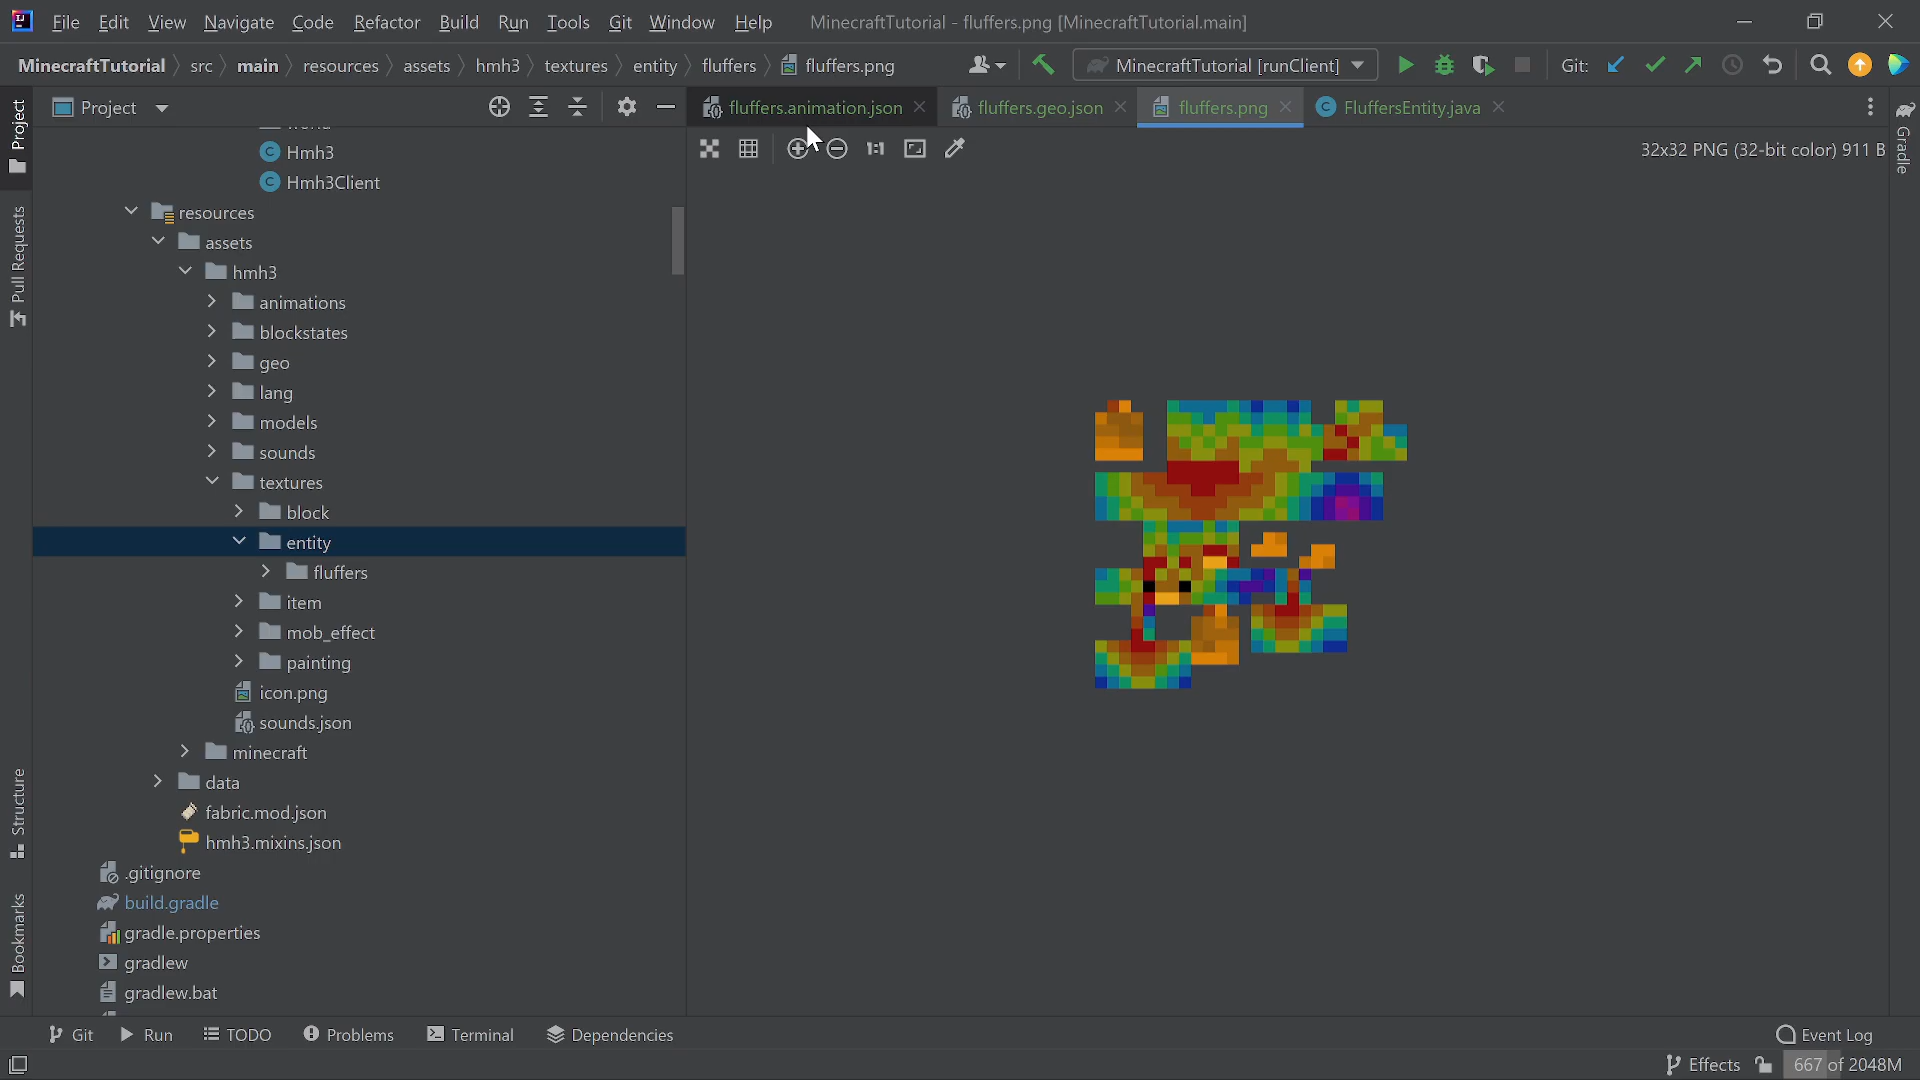 File Edit View Navigate Code Refactor Build Run Tools Git Window Help MinecraftTutorial - fluffers.png [MinecraftTutorial.main]
MinecraftTutorial src main resources assets hmh3 textures entity fluffers fluffers.png MinecraftTutorial [runClient] Git:
Project fluffers.animation.json fluffers.geo.json fluffers.png FluffersEntity.java
1:1 32x32 PNG (32-bit color) 911 B
Project
Pull Requests
Structure
Bookmarks
Gradle
Hmh3
Hmh3Client
resources
assets
hmh3
animations
blockstates
geo
lang
models
sounds
textures
block
entity
fluffers
item
mob_effect
painting
icon.png
sounds.json
minecraft
data
fabric.mod.json
hmh3.mixins.json
.gitignore
build.gradle
gradle.properties
gradlew
gradlew.bat
Git Run TODO Problems Terminal Dependencies Event Log
Effects 667 of 2048M